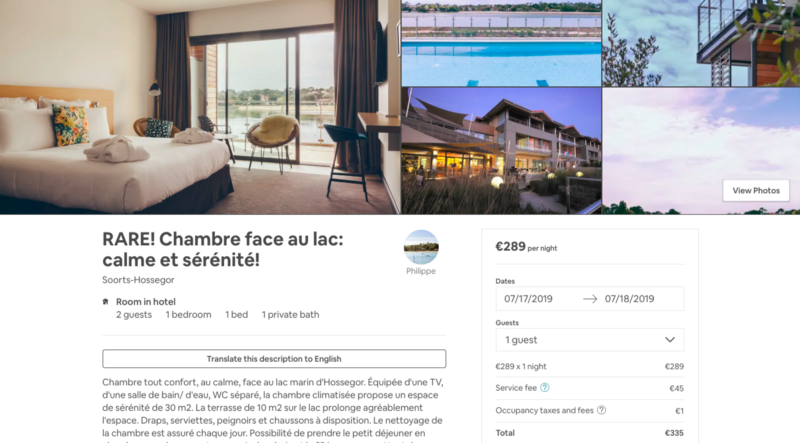 View Photos
RARE! Chambre face au lac:
calme et sérénité!
Soorts-Hossegor
Philippe
Room in hotel
2 guests 1 bedroom 1 bed 1 private bath
Translate this description to English
Chambre tout confort, au calme, face au lac marin d'Hossegor. Équipée d'une TV,
d'une salle de bain/ d'eau, WC séparé, la chambre climatisée propose un espace
de sérénité de 30 m2. La terrasse de 10 m2 sur le lac prolonge agréablement
l'espace. Draps, serviettes, peignoirs et chaussons à disposition. Le nettoyage de
la chambre est assuré chaque jour. Possibilité de prendre le petit déjeuner en
€289 per night
Dates
07/17/2019 → 07/18/2019
Guests
1 guest
€289 x 1 night €289
Service fee ? €45
Occupancy taxes and fees ? €1
Total €335